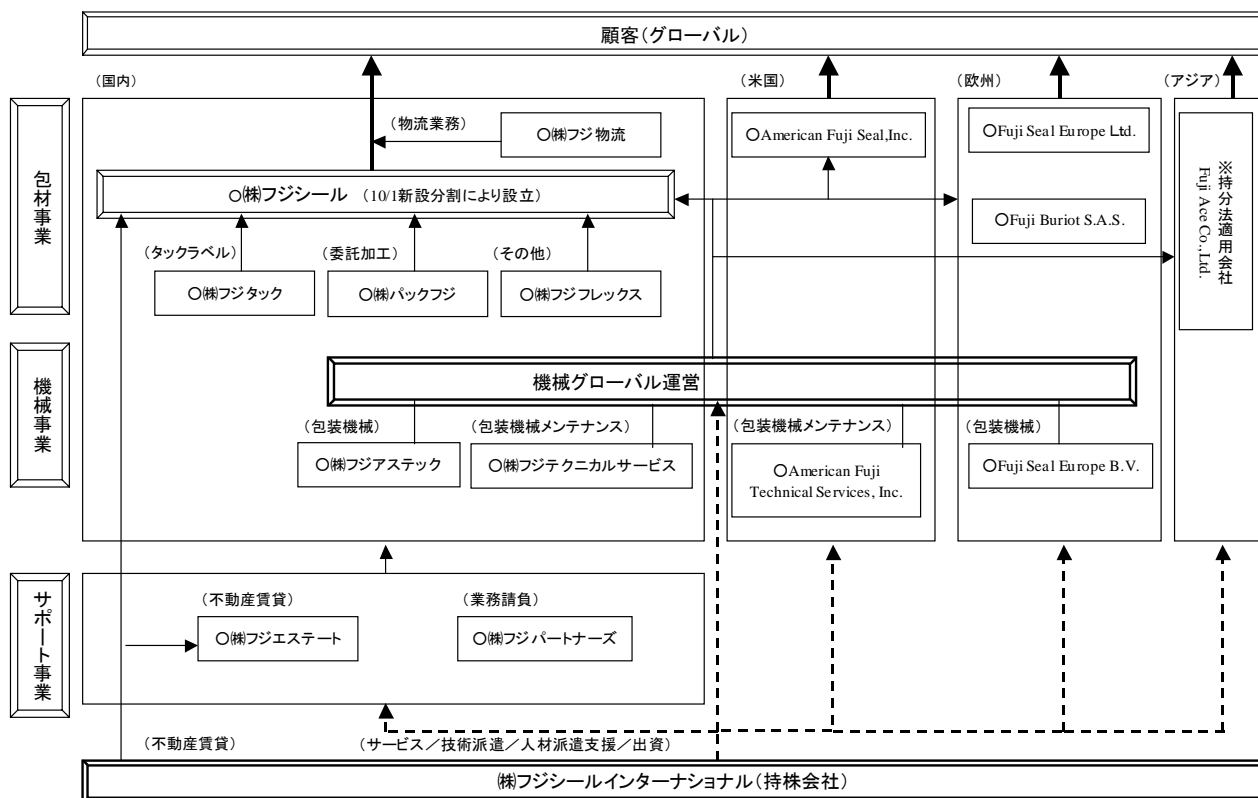 顧客（グローバル）
（国内）
（米国）
（欧州）
（アジア）
包材事業
（物流業務）
○㈱フジ物流
○American Fuji Seal,Inc.
○Fuji Seal Europe Ltd.
○㈱フジシール （10/1新設分割により設立）
○Fuji Buriot S.A.S.
※持分法適用会社
Fuji Ace Co.,Ltd.
（タックラベル）
（委託加工）
（その他）
○㈱フジタック
○㈱パックフジ
○㈱フジフレックス
機械事業
機械グローバル運営
（包装機械）
（包装機械メンテナンス）
（包装機械メンテナンス）
（包装機械）
○㈱フジアステック
○㈱フジテクニカルサービス
○American Fuji
Technical Services, Inc.
○Fuji Seal Europe B.V.
サポート事業
（不動産賃貸）
（業務請負）
○㈱フジエステート
○㈱フジパートナーズ
（不動産賃貸）
（サービス／技術派遣／人材派遣支援／出資）
㈱フジシールインターナショナル（持株会社）